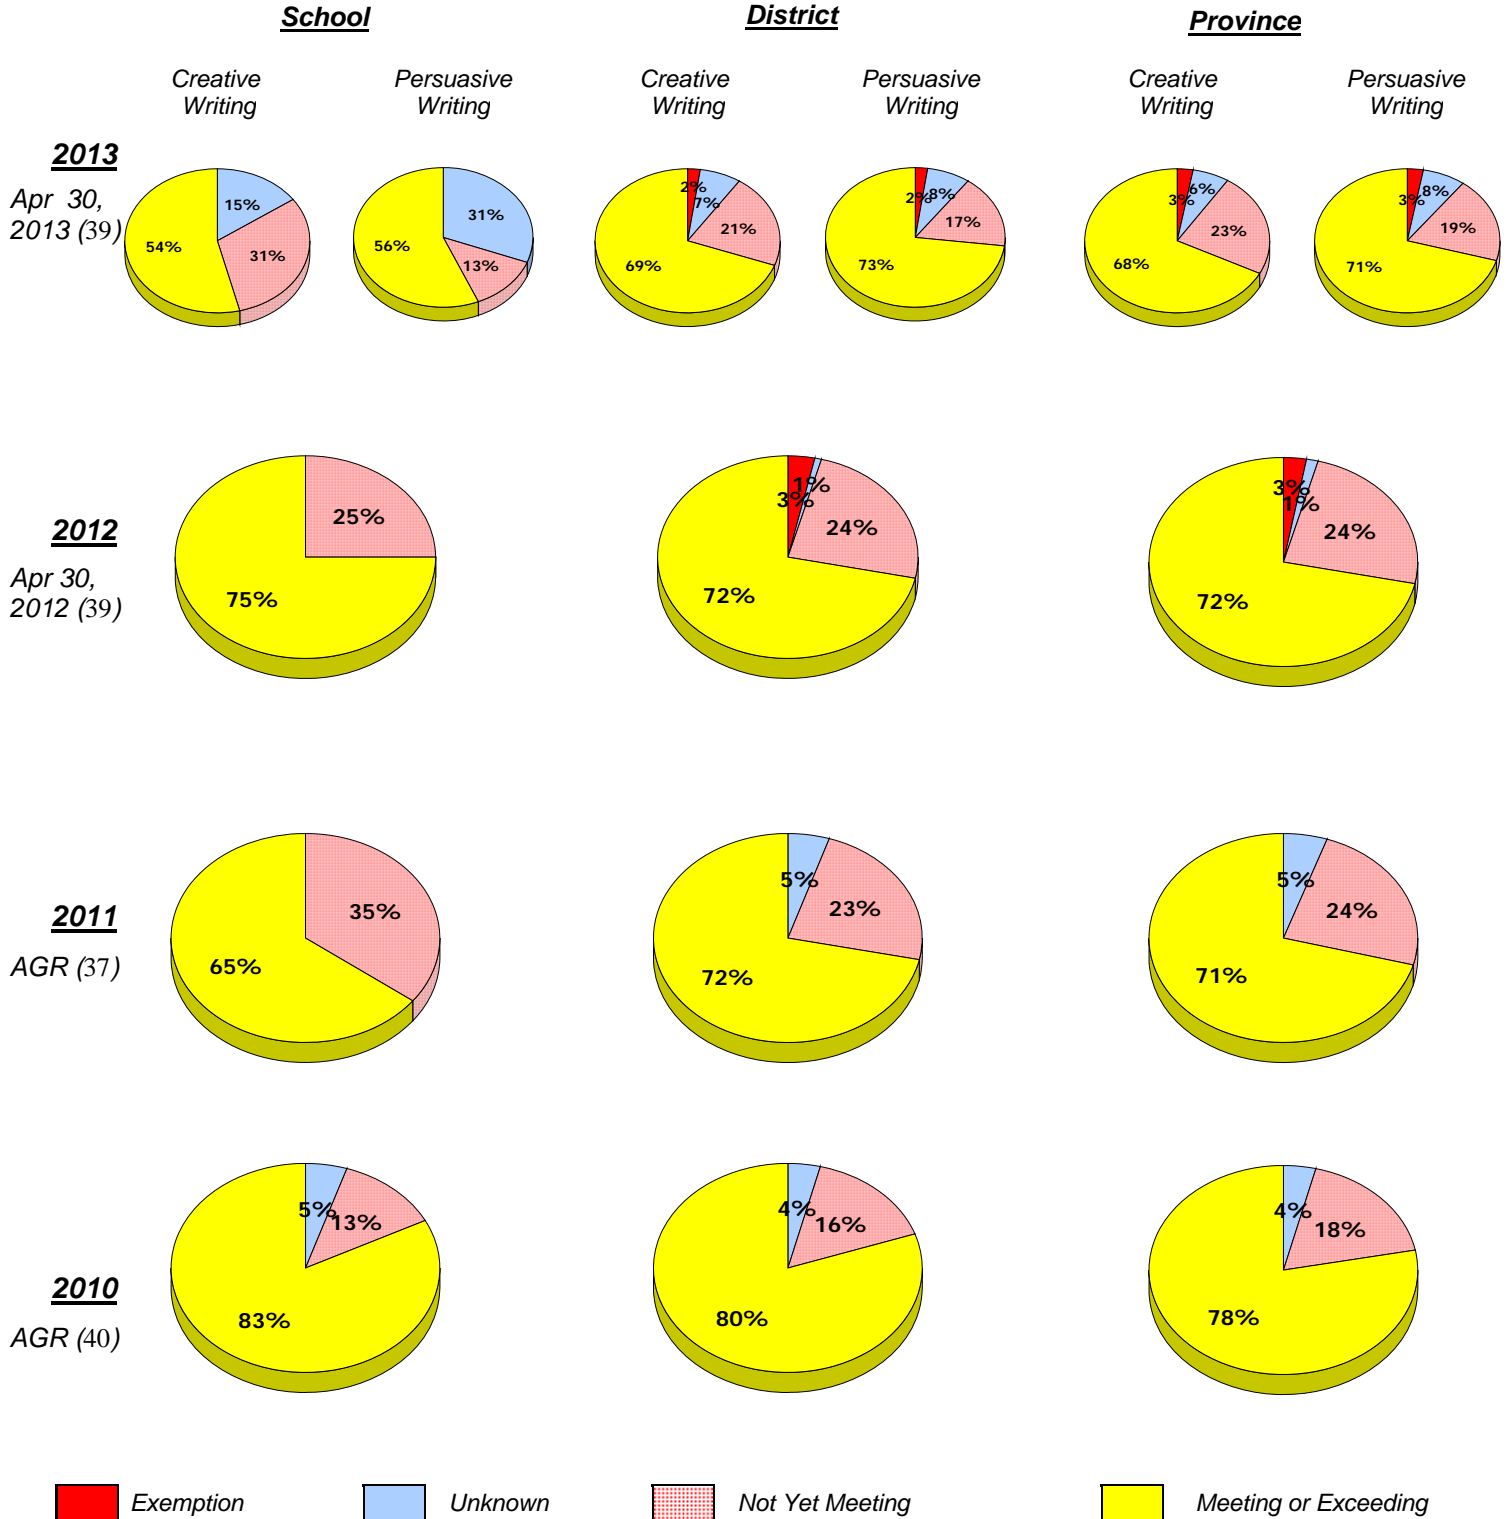 School District Province
Creative Persuasive Creative Persuasive Creative Persuasive
Writing Writing Writing Writing Writing Writing
2013
Apr 30,
2013 (39)
15% 31% 54%
31% 13% 56%
2% 7% 21% 69%
2% 8% 17% 73%
3% 6% 23% 68%
3% 8% 19% 71%
2012
Apr 30,
2012 (39)
25% 75%
3% 1% 24% 72%
3% 1% 24% 72%
2011
AGR (37)
35% 65%
5% 23% 72%
5% 24% 71%
2010
AGR (40)
5% 13% 83%
4% 16% 80%
4% 18% 78%
Exemption Unknown Not Yet Meeting Meeting or Exceeding